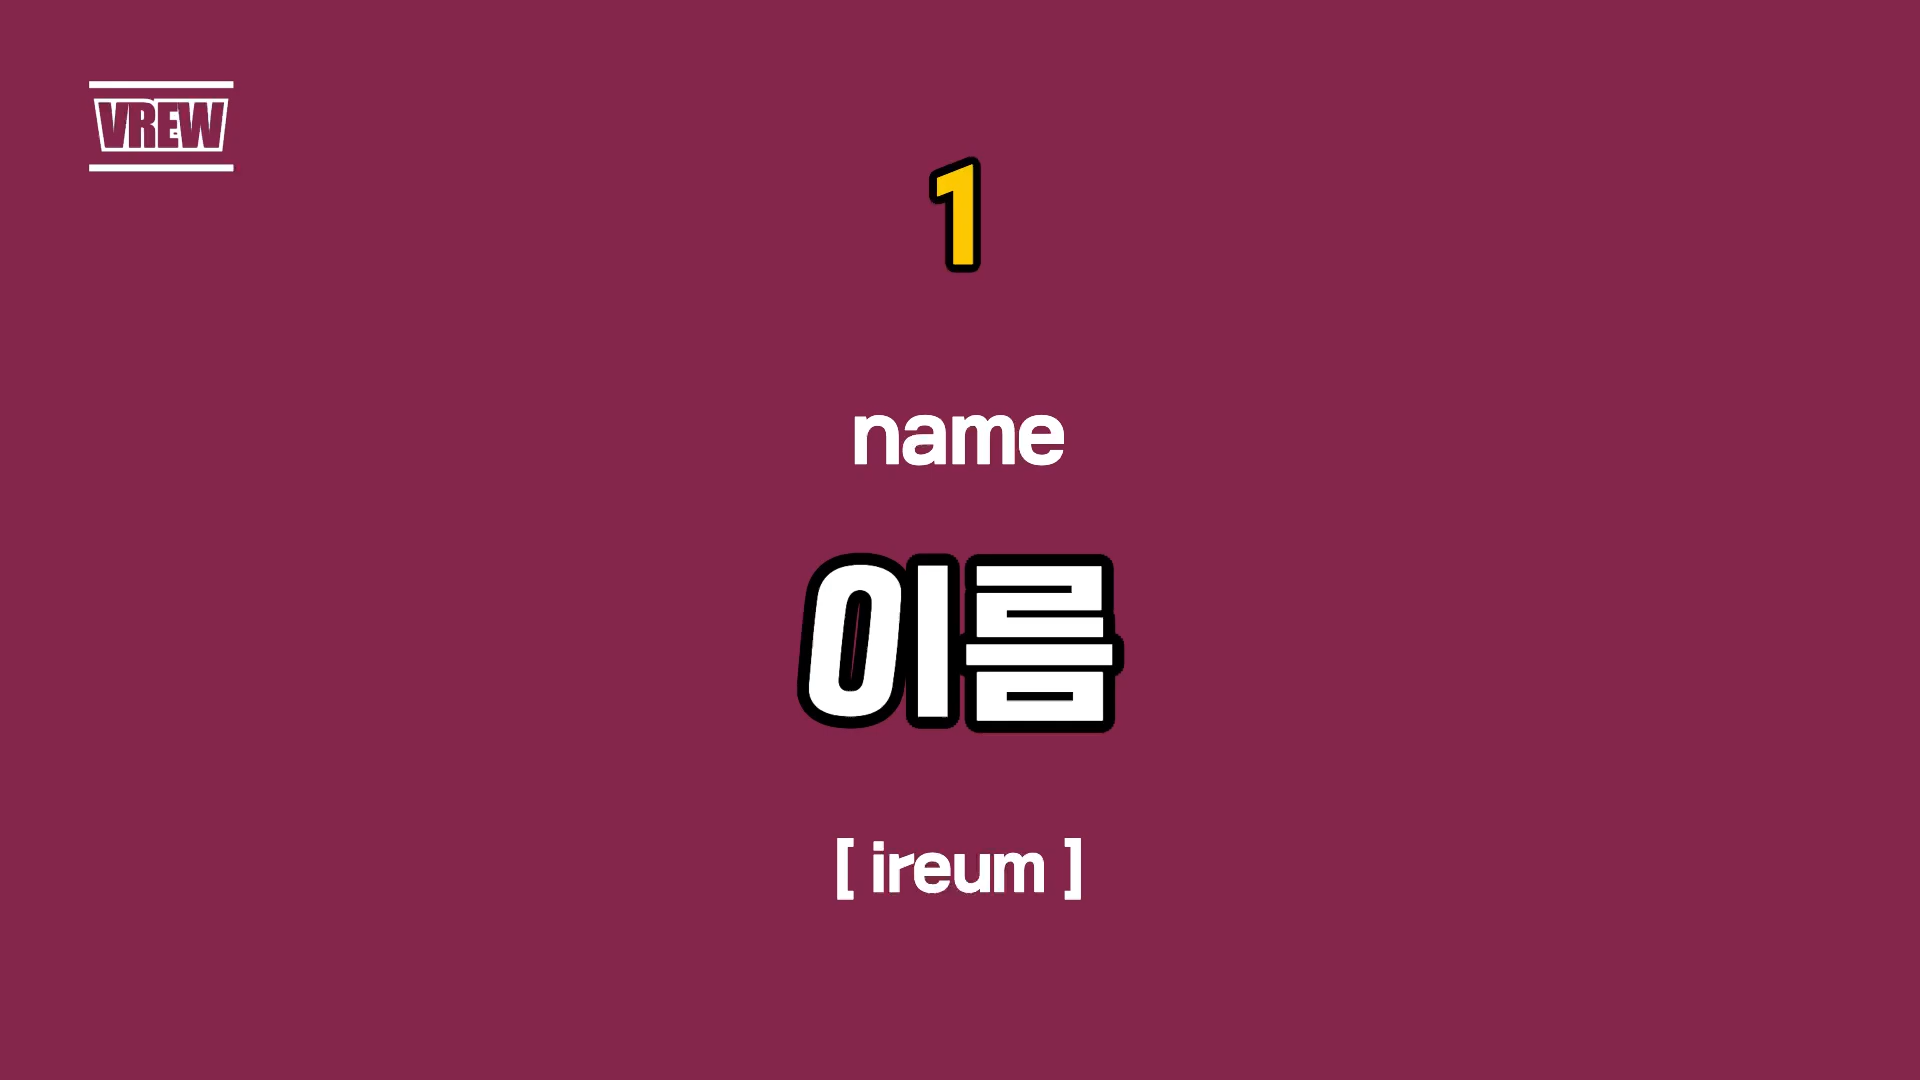 VREW
1
name
이름
[ ireum ]